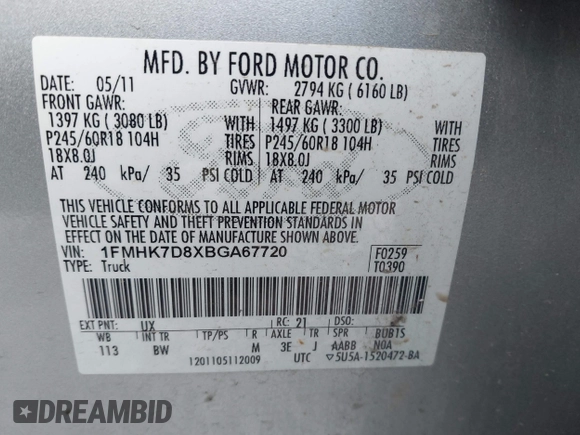 MFD. BY FORD MOTOR CO.
DATE: 05/11 GVWR: 2794 KG ( 6160 LB)
FRONT GAWR: REAR GAWR:
1397 KG ( 3080 LB) 1497 KG ( 3300 LB)
P245/60R18 104H TIRES P245/60R18 104H TIRES
18X8.0J RIMS 18X8.0J RIMS
AT 240 kPa/ 35 PSI COLD AT 240 kPa/ 35 PSI COLD
THIS VEHICLE CONFORMS TO ALL APPLICABLE FEDERAL MOTOR
VEHICLE SAFETY AND THEFT PREVENTION STANDARDS IN
EFFECT ON THE DATE OF MANUFACTURE SHOWN ABOVE.
VIN: 1FMHK7D8XBGA67720 F0259
TYPE: Truck T0390
EXT PNT: UX RC: 21 DSO:
WB INT TR TP/PS R AXLE TR SPR BUB1S
113 BW M 3E J AABB NOA
1201105112009 UTC ▽5U5A-1520472-BA
Ford
DREAMBID DREAMBID